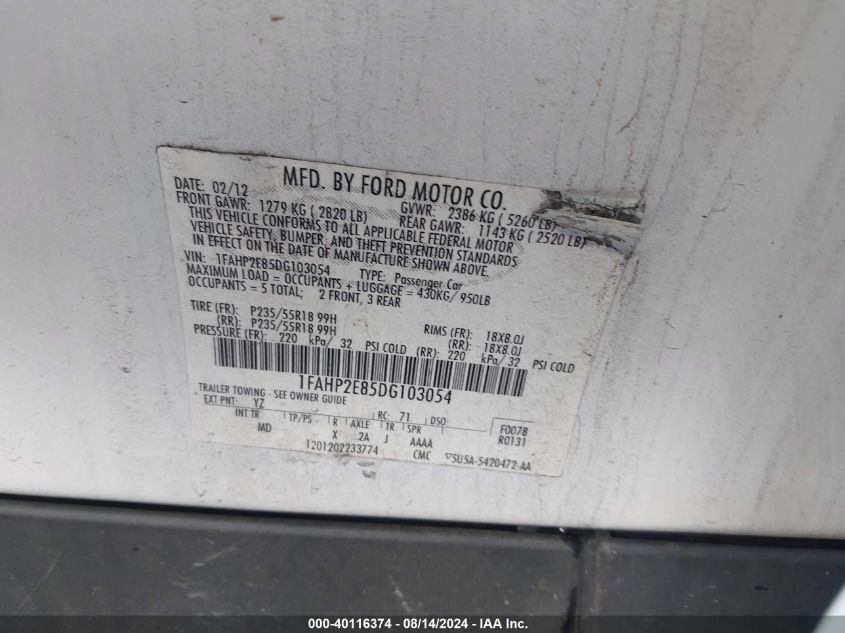 MFD. BY FORD MOTOR CO.
DATE: 02/12 GVWR: 2386 KG ( 5260 LB)
FRONT GAWR: 1279 KG ( 2820 LB) REAR GAWR: 1143 KG ( 2520 LB)
THIS VEHICLE CONFORMS TO ALL APPLICABLE FEDERAL MOTOR
VEHICLE SAFETY, BUMPER, AND THEFT PREVENTION STANDARDS
IN EFFECT ON THE DATE OF MANUFACTURE SHOWN ABOVE.
VIN: 1FAHP2E85DG103054 TYPE: Passenger Car
MAXIMUM LOAD = OCCUPANTS + LUGGAGE = 430KG/ 950LB
OCCUPANTS = 5 TOTAL; 2 FRONT, 3 REAR
TIRE (FR): P235/55R18 99H RIMS (FR): 18X8.0J
(RR): P235/55R18 99H (RR): 18X8.0J
PRESSURE (FR): 220 kPa/ 32 PSI COLD (RR): 220 kPa/ 32 PSI COLD
1FAHP2E85DG103054
TRAILER TOWING - SEE OWNER GUIDE
EXT PNT: YZ RC: 71 DSO: F0078
INT TR TP/PS R AXLE TR SPR R0131
MD X 2A J AAAA
1201202233774 CMC 5U5A-5420472-AA
000-40116374 - 08/14/2024 - IAA Inc.